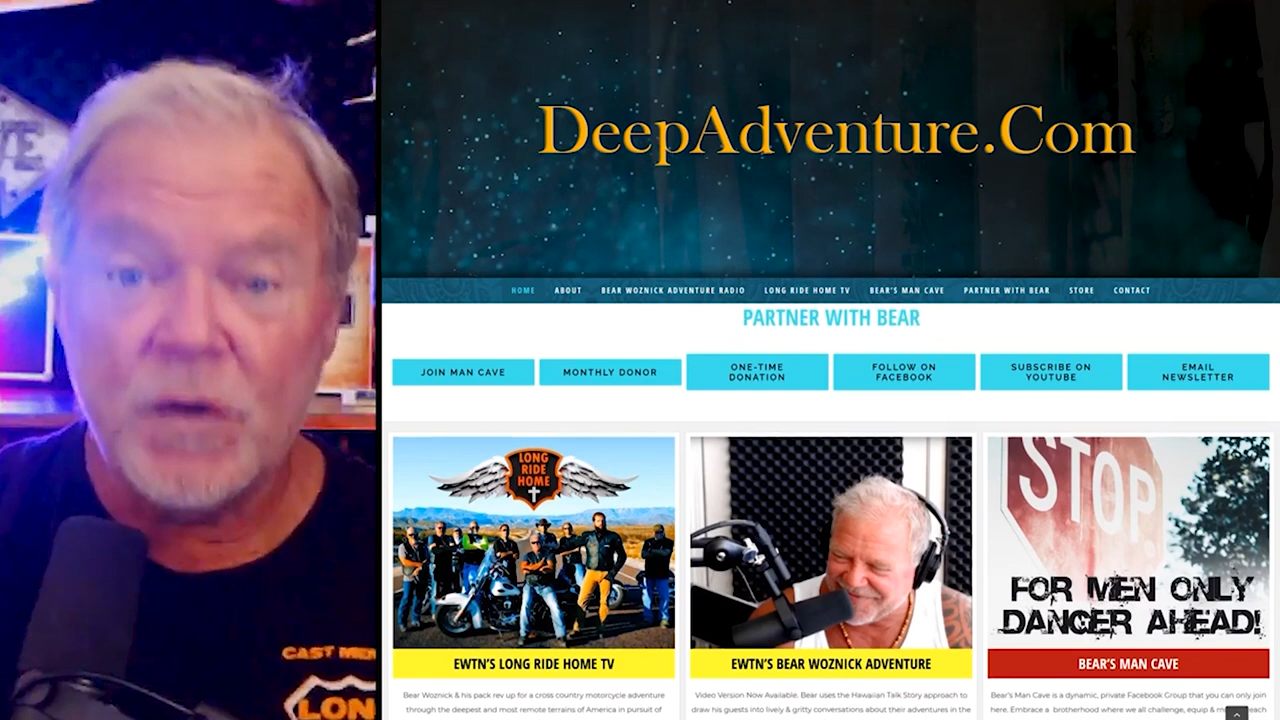 DeepAdventure.Com
HOME ABOUT BEAR WOZNICK ADVENTURE RADIO LONG RIDE HOME TV BEAR'S MAN CAVE PARTNER WITH BEAR STORE CONTACT
PARTNER WITH BEAR
JOIN MAN CAVE
MONTHLY DONOR
ONE-TIME
DONATION
FOLLOW ON
FACEBOOK
SUBSCRIBE ON
YOUTUBE
EMAIL
NEWSLETTER
LONG
RIDE
HOME
EWTN'S LONG RIDE HOME TV
Bear Woznick & his pack rev up for a cross country motorcycle adventure
through the deepest and most remote terrains of America in pursuit of
EWTN'S BEAR WOZNICK ADVENTURE
Video Version Now Available. Bear uses the Hawaiian Talk Story approach to
draw his guests into lively & gritty conversations about their adventures in the
STOP
FOR MEN ONLY
DANGER AHEAD!
BEAR'S MAN CAVE
Bear's Man Cave is a dynamic, private Facebook Group that you can only join
here. Embrace a brotherhood where we all challenge, equip & each
CAST
LON